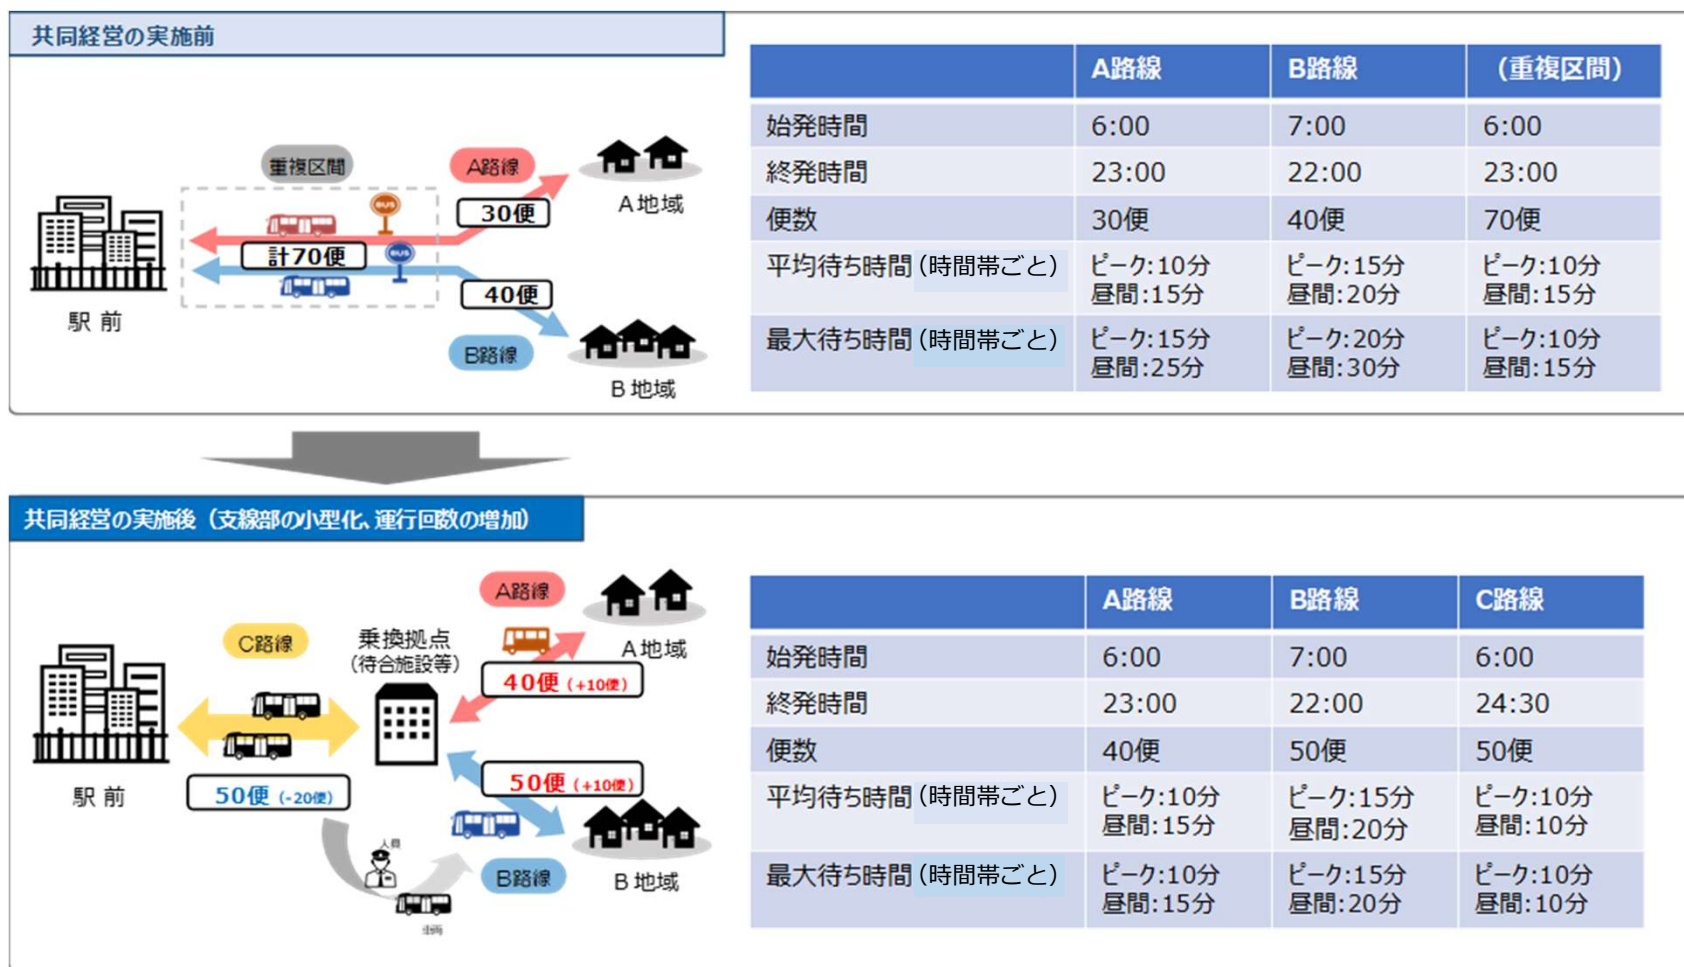 共同経営の実施前
重複区間
A路線
BUS
30便
A地域
計70便
BUS
40便
駅前
B路線
B地域
A路線 B路線 (重複区間)
始発時間 6:00 7:00 6:00
終発時間 23:00 22:00 23:00
便数 30便 40便 70便
平均待ち時間(時間帯ごと) ピーク:10分 ピーク:15分 ピーク:10分
昼間:15分 昼間:20分 昼間:15分
最大待ち時間(時間帯ごと) ピーク:15分 ピーク:20分 ピーク:10分
昼間:25分 昼間:30分 昼間:15分
共同経営の実施後（支線部の小型化、運行回数の増加）
A路線
C路線
乗換拠点
(待合施設等)
A地域
40便(+10便)
50便(+10便)
駅前
50便(-20便)
人員
B路線
B地域
車両
A路線 B路線 C路線
始発時間 6:00 7:00 6:00
終発時間 23:00 22:00 24:30
便数 40便 50便 50便
平均待ち時間(時間帯ごと) ピーク:10分 ピーク:15分 ピーク:10分
昼間:15分 昼間:20分 昼間:10分
最大待ち時間(時間帯ごと) ピーク:10分 ピーク:15分 ピーク:10分
昼間:15分 昼間:20分 昼間:10分